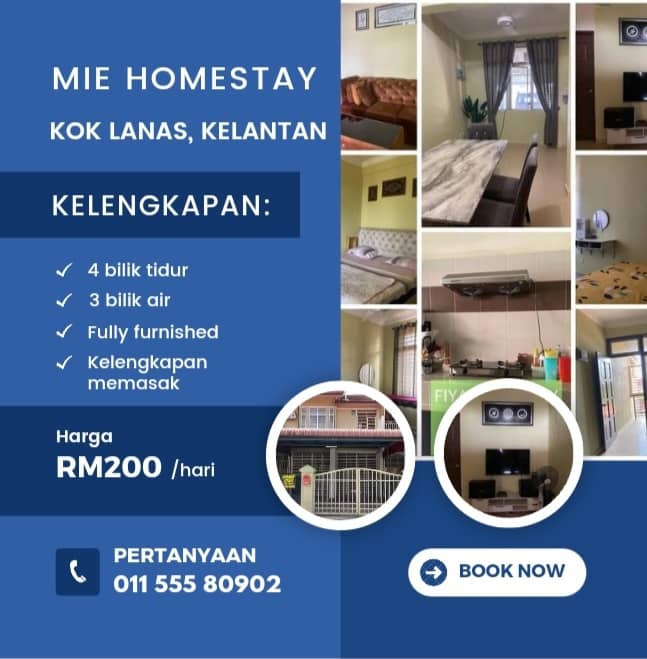 MIE HOMESTAY
KOK LANAS, KELANTAN
KELENGKAPAN:
4 bilik tidur
3 bilik air
Fully furnished
Kelengkapan
memasak
Harga
RM200 /hari
PERTANYAAN
011 555 80902
BOOK NOW